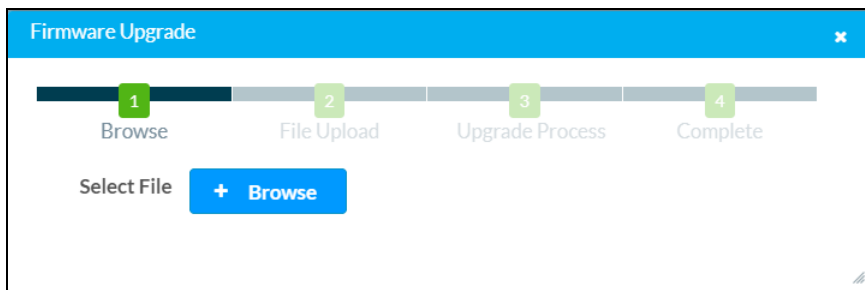 Firmware Upgrade
1 2 3 4
Browse File Upload Upgrade Process Complete
Select File + Browse